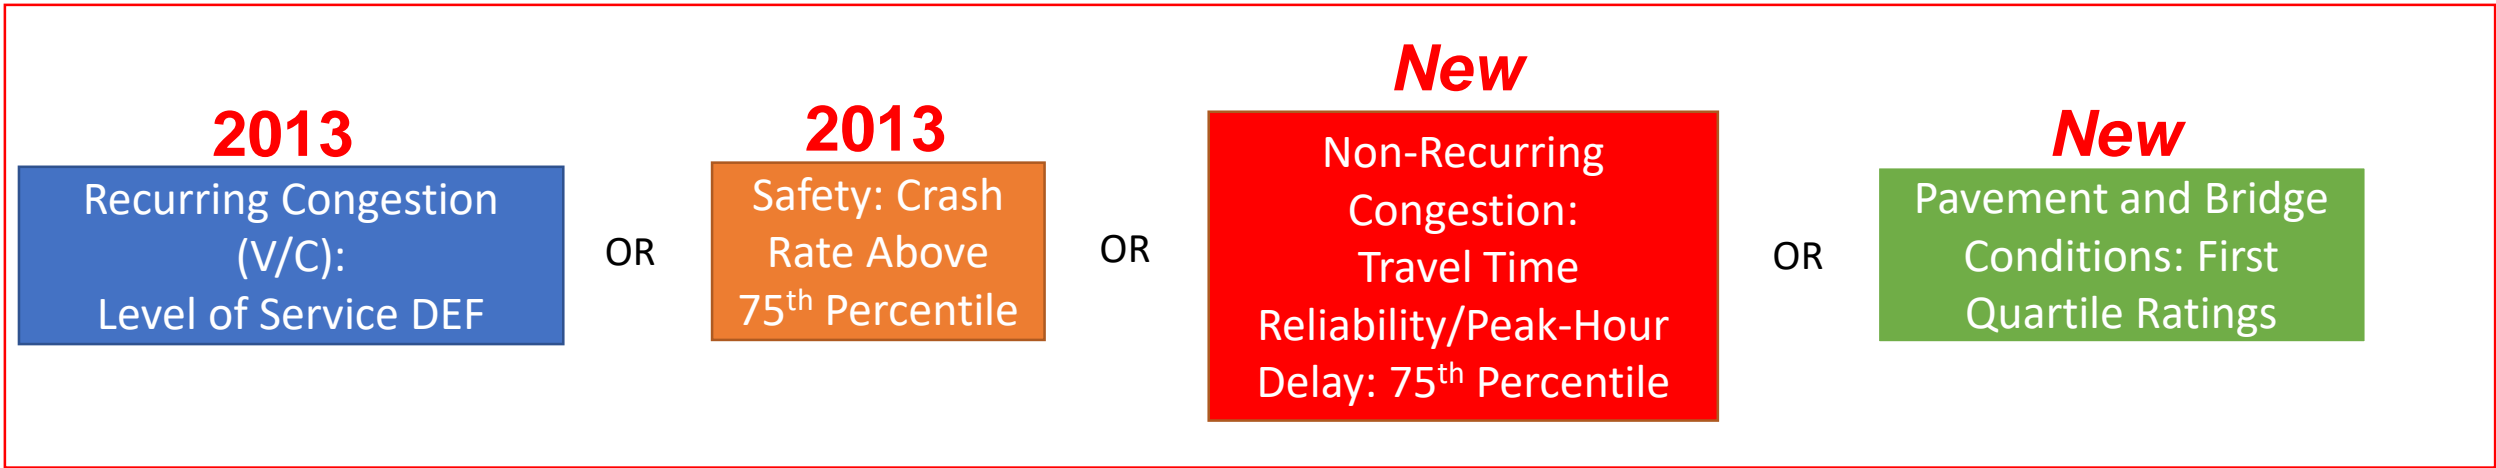 2013
Recurring Congestion
(V/C):
Level of Service DEF
OR
2013
Safety: Crash
Rate Above
75th Percentile
OR
New
Non-Recurring
Congestion:
Travel Time
Reliability/Peak-Hour
Delay: 75th Percentile
OR
New
Pavement and Bridge
Conditions: First
Quartile Ratings